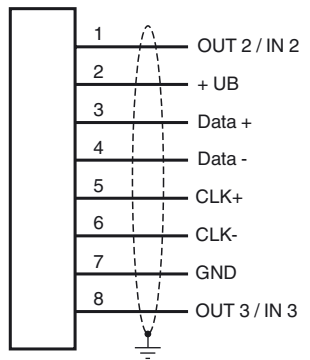 1 OUT 2 / IN 2
2 + UB
3 Data +
4 Data -
5 CLK+
6 CLK-
7 GND
8 OUT 3 / IN 3